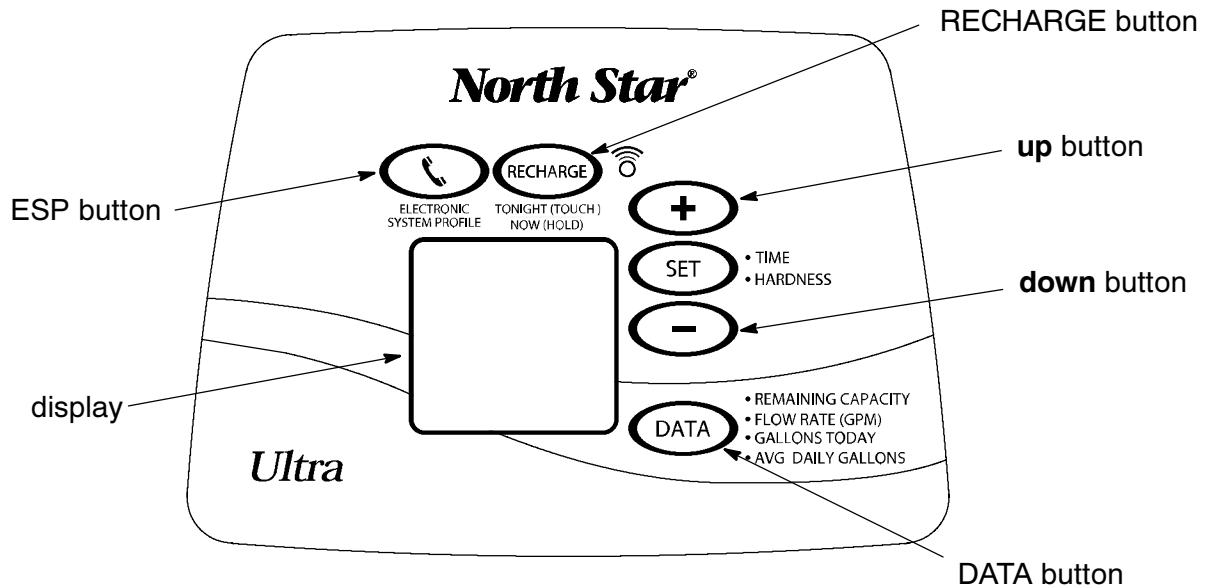 RECHARGE button
North Star®
up button
RECHARGE
ESP button
ELECTRONIC
SYSTEM PROFILE
TONIGHT (TOUCH )
NOW (HOLD)
+
SET
• TIME
• HARDNESS
down button
−
display
DATA
• REMAINING CAPACITY
• FLOW RATE (GPM)
• GALLONS TODAY
• AVG DAILY GALLONS
Ultra
DATA button